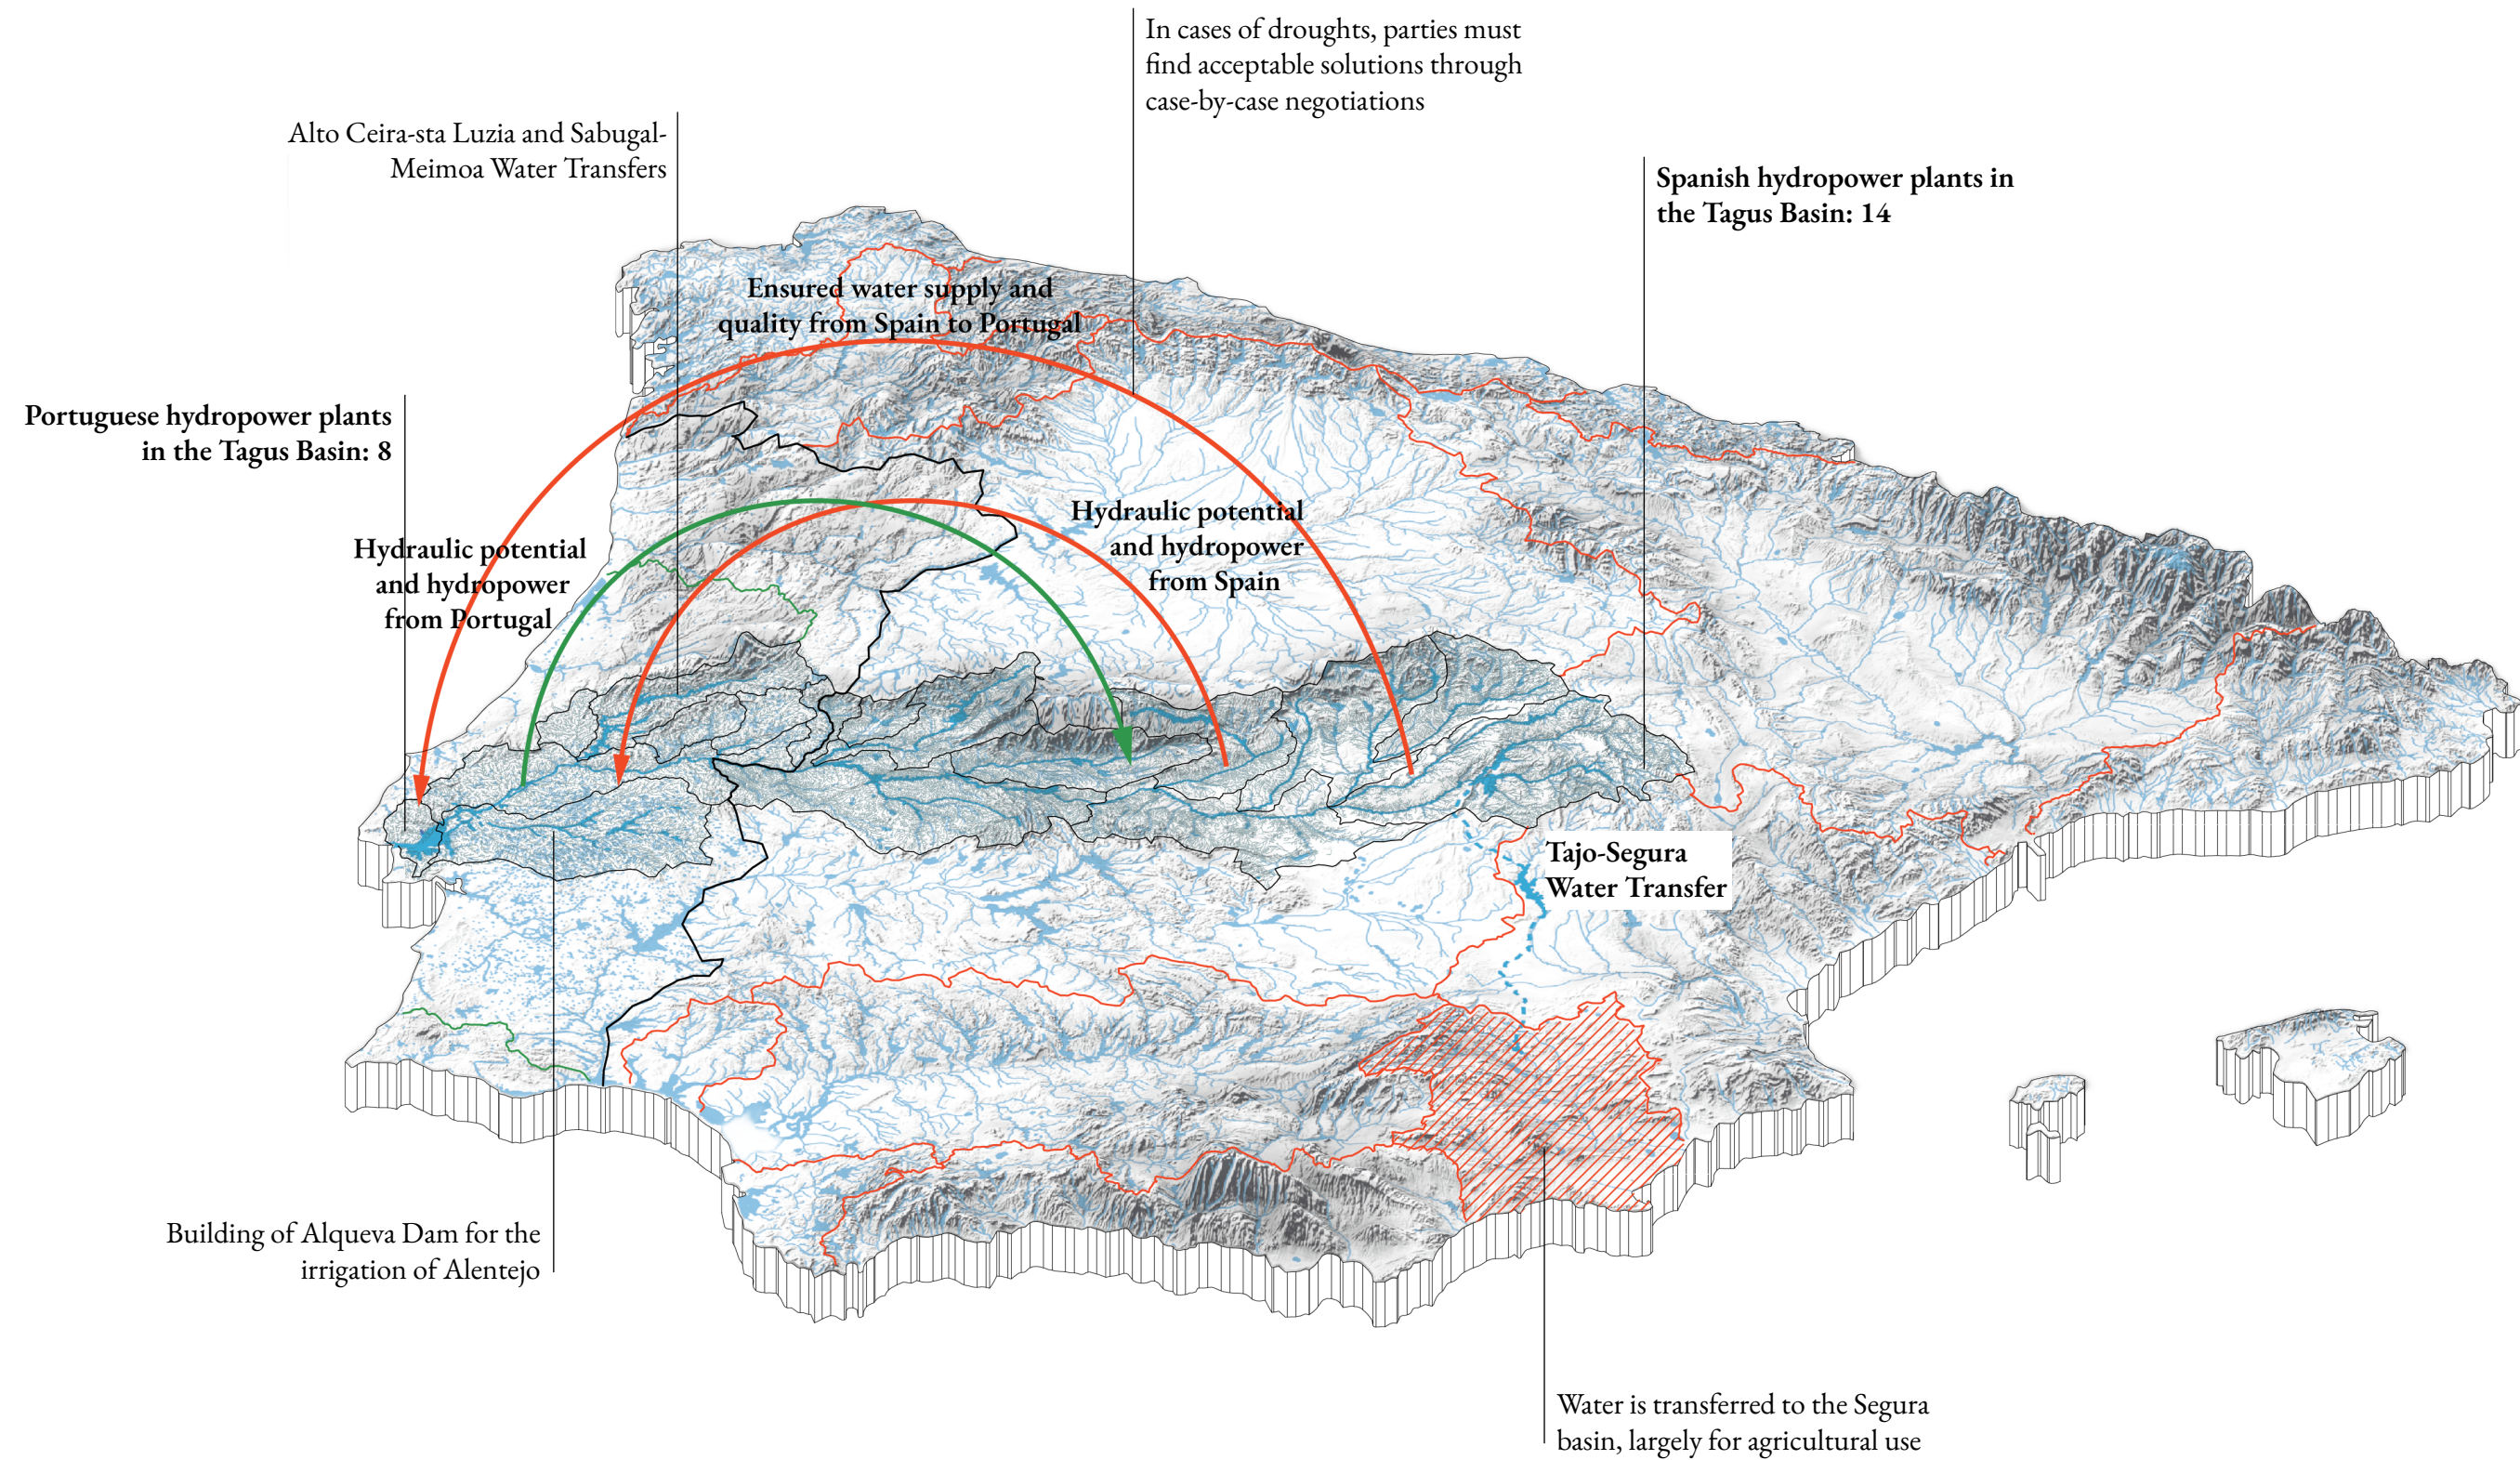 In cases of droughts, parties must
find acceptable solutions through
case-by-case negotiations
Alto Ceira-sta Luzia and Sabugal-
Meimoa Water Transfers
Spanish hydropower plants in
the Tagus Basin: 14
Ensured water supply and
quality from Spain to Portugal
Portuguese hydropower plants
in the Tagus Basin: 8
Hydraulic potential
and hydropower
from Spain
Hydraulic potential
and hydropower
from Portugal
Tajo-Segura
Water Transfer
Building of Alqueva Dam for the
irrigation of Alentejo
Water is transferred to the Segura
basin, largely for agricultural use